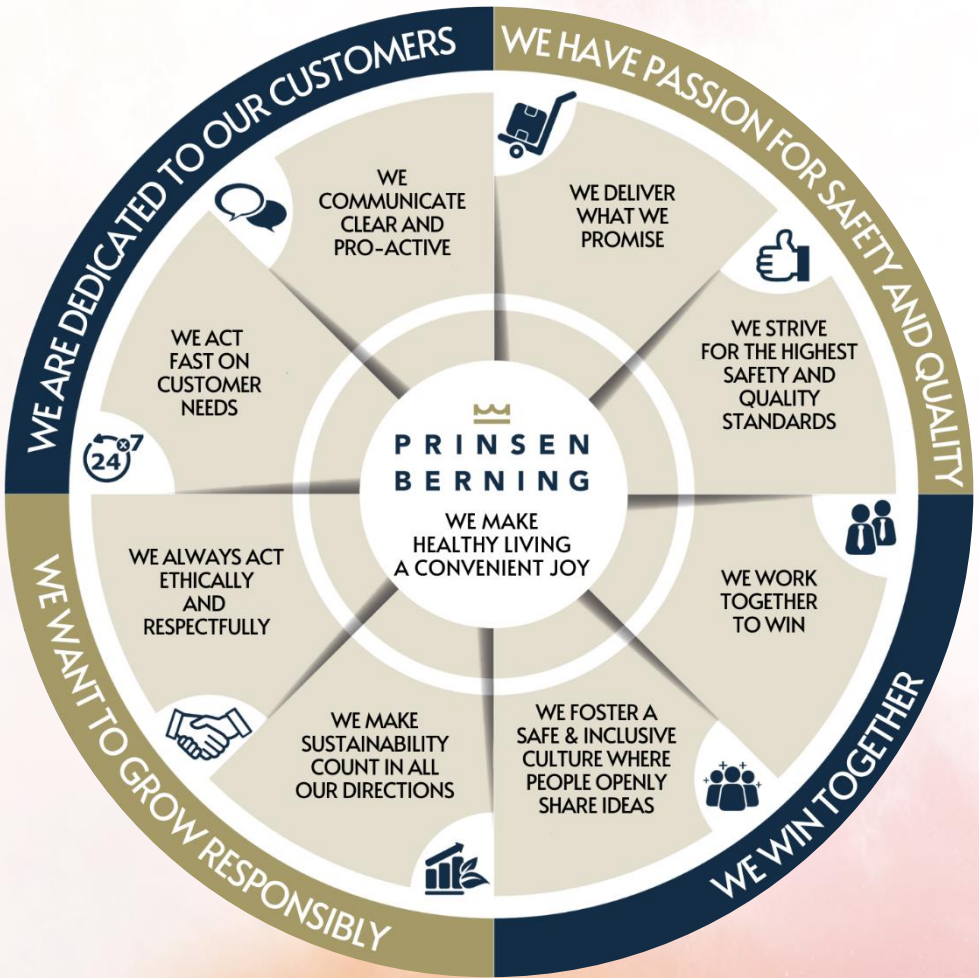 WE ARE DEDICATED TO OUR CUSTOMERS
WE HAVE PASSION FOR SAFETY AND QUALITY
WE
COMMUNICATE
CLEAR AND
PRO-ACTIVE
WE DELIVER
WHAT WE
PROMISE
WE ACT
FAST ON
CUSTOMER
NEEDS
24x7
WE STRIVE
FOR THE HIGHEST
SAFETY AND
QUALITY
STANDARDS
PRINSEN
BERNING
WE MAKE
HEALTHY LIVING
A CONVENIENT JOY
WE ALWAYS ACT
ETHICALLY
AND
RESPECTFULLY
WE WORK
TOGETHER
TO WIN
WE MAKE
SUSTAINABILITY
COUNT IN ALL
OUR DIRECTIONS
WE FOSTER A
SAFE & INCLUSIVE
CULTURE WHERE
PEOPLE OPENLY
SHARE IDEAS
WE WANT TO GROW RESPONSIBLY
WE WIN TOGETHER